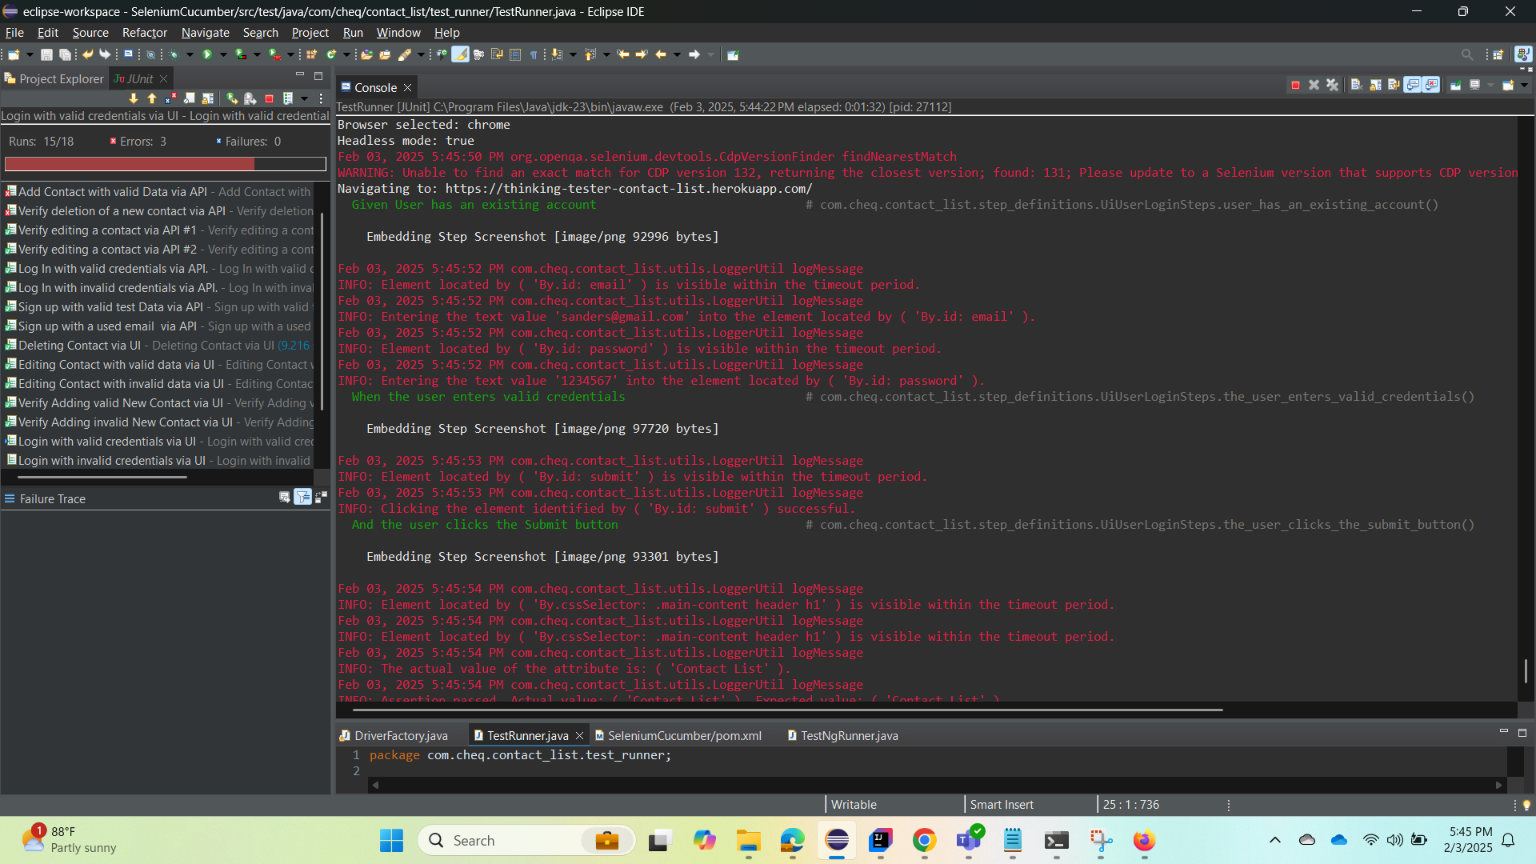 eclipse-workspace - SeleniumCucumber/src/test/java/com/cheq/contact_list/test_runner/TestRunner.java - Eclipse IDE
File Edit Source Refactor Navigate Search Project Run Window Help
Project Explorer JUnit
Login with valid credentials via UI - Login with valid credential
Runs: 15/18 Errors: 3 Failures: 0
Add Contact with valid Data via API - Add Contact with
Verify deletion of a new contact via API - Verify deletion
Verify editing a contact via API #1 - Verify editing a cont
Verify editing a contact via API #2 - Verify editing a cont
Log In with valid credentials via API. - Log In with valid c
Log In with invalid credentials via API. - Log In with inva
Sign up with valid test Data via API - Sign up with valid
Sign up with a used email via API - Sign up with a used
Deleting Contact via UI - Deleting Contact via UI (9.216
Editing Contact with valid data via UI - Editing Contact v
Editing Contact with invalid data via UI - Editing Contac
Verify Adding valid New Contact via UI - Verify Adding v
Verify Adding invalid New Contact via UI - Verify Adding
Login with valid credentials via UI - Login with valid cred
Login with invalid credentials via UI - Login with invalid
Failure Trace
Console
TestRunner [JUnit] C:\Program Files\Java\jdk-23\bin\javaw.exe (Feb 3, 2025, 5:44:22 PM elapsed: 0:01:32) [pid: 27112]
Browser selected: chrome
Headless mode: true
Feb 03, 2025 5:45:50 PM org.openqa.selenium.devtools.CdpVersionFinder findNearestMatch
WARNING: Unable to find an exact match for CDP version 132, returning the closest version; found: 131; Please update to a Selenium version that supports CDP version
Navigating to: https://thinking-tester-contact-list.herokuapp.com/
Given User has an existing account # com.cheq.contact_list.step_definitions.UiUserLoginSteps.user_has_an_existing_account()
Embedding Step Screenshot [image/png 92996 bytes]
Feb 03, 2025 5:45:52 PM com.cheq.contact_list.utils.LoggerUtil logMessage
INFO: Element located by ( 'By.id: email' ) is visible within the timeout period.
Feb 03, 2025 5:45:52 PM com.cheq.contact_list.utils.LoggerUtil logMessage
INFO: Entering the text value 'sanders@gmail.com' into the element located by ( 'By.id: email' ).
Feb 03, 2025 5:45:52 PM com.cheq.contact_list.utils.LoggerUtil logMessage
INFO: Element located by ( 'By.id: password' ) is visible within the timeout period.
Feb 03, 2025 5:45:52 PM com.cheq.contact_list.utils.LoggerUtil logMessage
INFO: Entering the text value '1234567' into the element located by ( 'By.id: password' ).
When the user enters valid credentials # com.cheq.contact_list.step_definitions.UiUserLoginSteps.the_user_enters_valid_credentials()
Embedding Step Screenshot [image/png 97720 bytes]
Feb 03, 2025 5:45:53 PM com.cheq.contact_list.utils.LoggerUtil logMessage
INFO: Element located by ( 'By.id: submit' ) is visible within the timeout period.
Feb 03, 2025 5:45:53 PM com.cheq.contact_list.utils.LoggerUtil logMessage
INFO: Clicking the element identified by ( 'By.id: submit' ) successful.
And the user clicks the Submit button # com.cheq.contact_list.step_definitions.UiUserLoginSteps.the_user_clicks_the_submit_button()
Embedding Step Screenshot [image/png 93301 bytes]
Feb 03, 2025 5:45:54 PM com.cheq.contact_list.utils.LoggerUtil logMessage
INFO: Element located by ( 'By.cssSelector: .main-content header h1' ) is visible within the timeout period.
Feb 03, 2025 5:45:54 PM com.cheq.contact_list.utils.LoggerUtil logMessage
INFO: Element located by ( 'By.cssSelector: .main-content header h1' ) is visible within the timeout period.
Feb 03, 2025 5:45:54 PM com.cheq.contact_list.utils.LoggerUtil logMessage
INFO: The actual value of the attribute is: ( 'Contact List' ).
Feb 03, 2025 5:45:54 PM com.cheq.contact_list.utils.LoggerUtil logMessage
INFO: Assertion passed. Actual value: ( 'Contact List' ), Expected value: ( 'Contact List' )
DriverFactory.java TestRunner.java SeleniumCucumber/pom.xml TestNgRunner.java
1 package com.cheq.contact_list.test_runner;
2
Writable Smart Insert 25 : 1 : 736
1 88°F
Partly sunny
Search
5:45 PM
2/3/2025